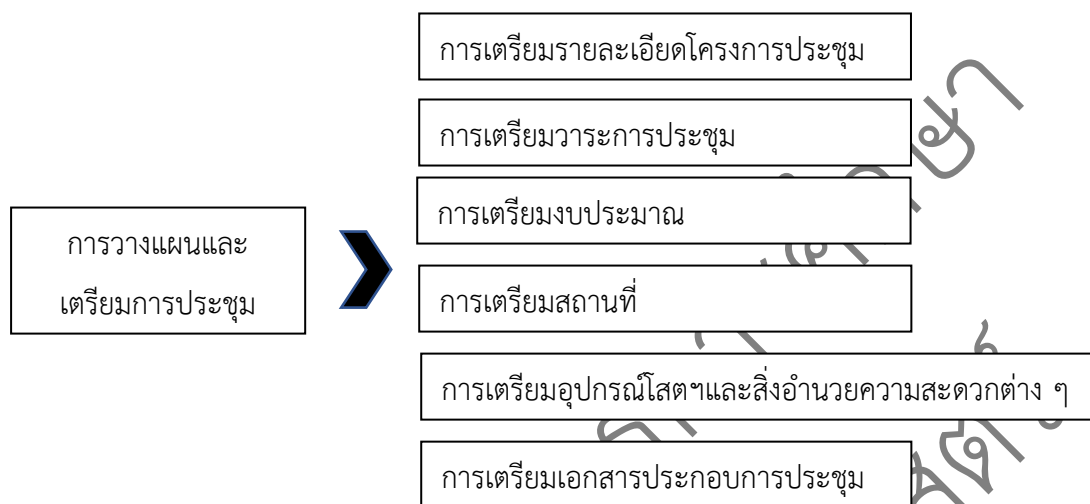 การเตรียมรายละเอียดโครงการประชุม
การเตรียมวาระการประชุม
การเตรียมงบประมาณ
การวางแผนและ
เตรียมการประชุม
การเตรียมสถานที่
การเตรียมอุปกรณ์โสตฯและสิ่งอำนวยความสะดวกต่าง ๆ
การเตรียมเอกสารประกอบการประชุม